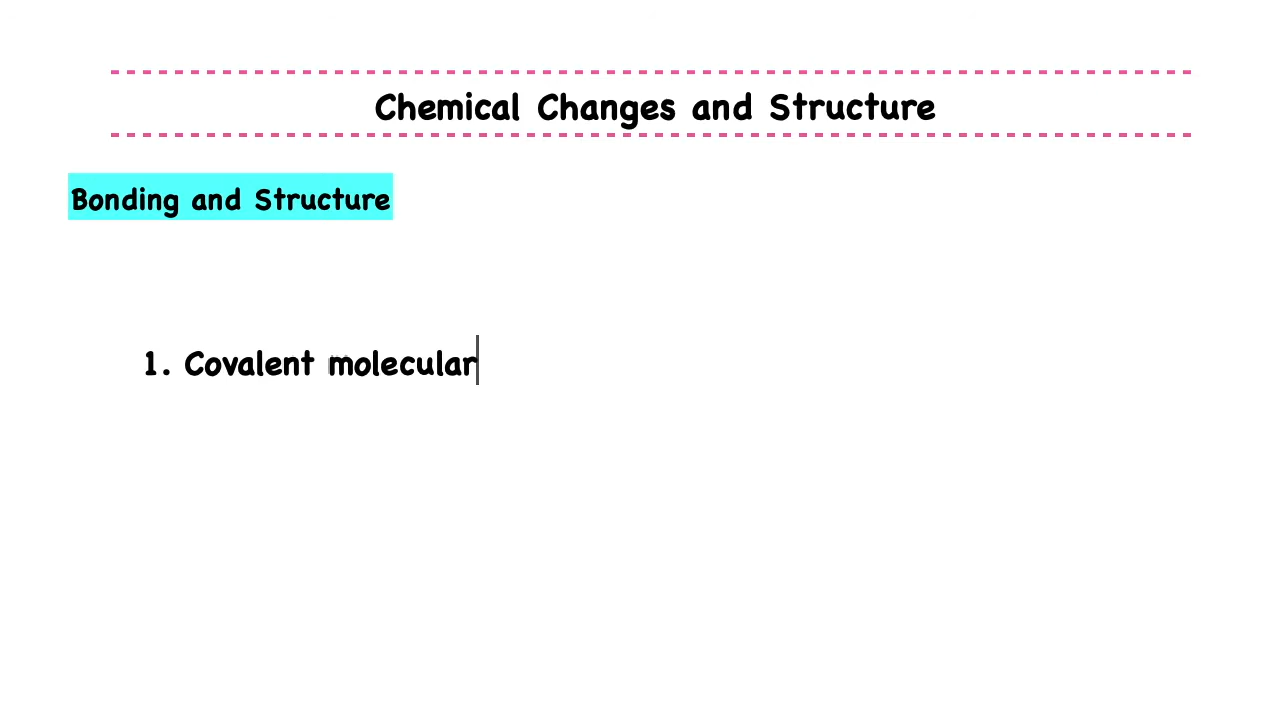 Chemical Changes and Structure
Bonding and Structure
1. Covalent molecular